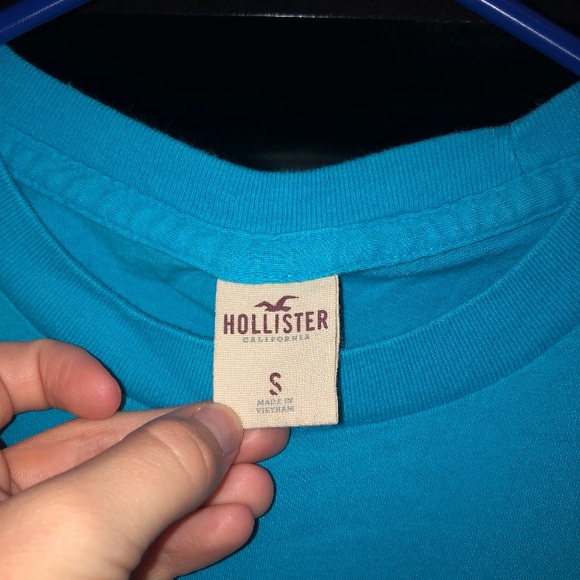 HOLLISTER
CALIFORNIA
S
MADE IN
VIETNAM